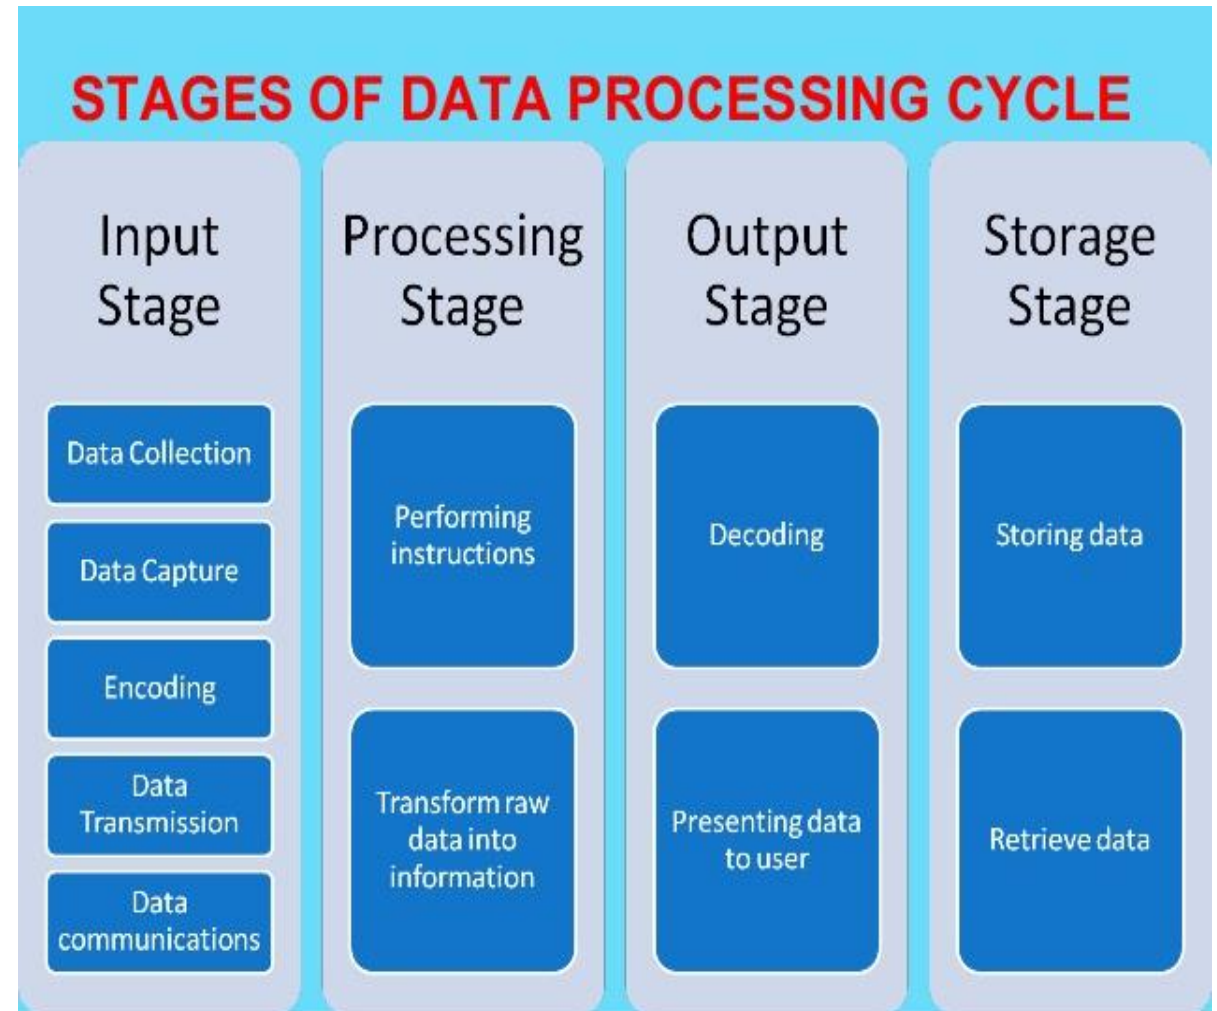 STAGES OF DATA PROCESSING CYCLE
Input
Stage
Data Collection
Data Capture
Encoding
Data
Transmission
Data
communications
Processing
Stage
Performing
instructions
Transform raw
data into
information
Output
Stage
Decoding
Presenting data
to user
Storage
Stage
Storing data
Retrieve data